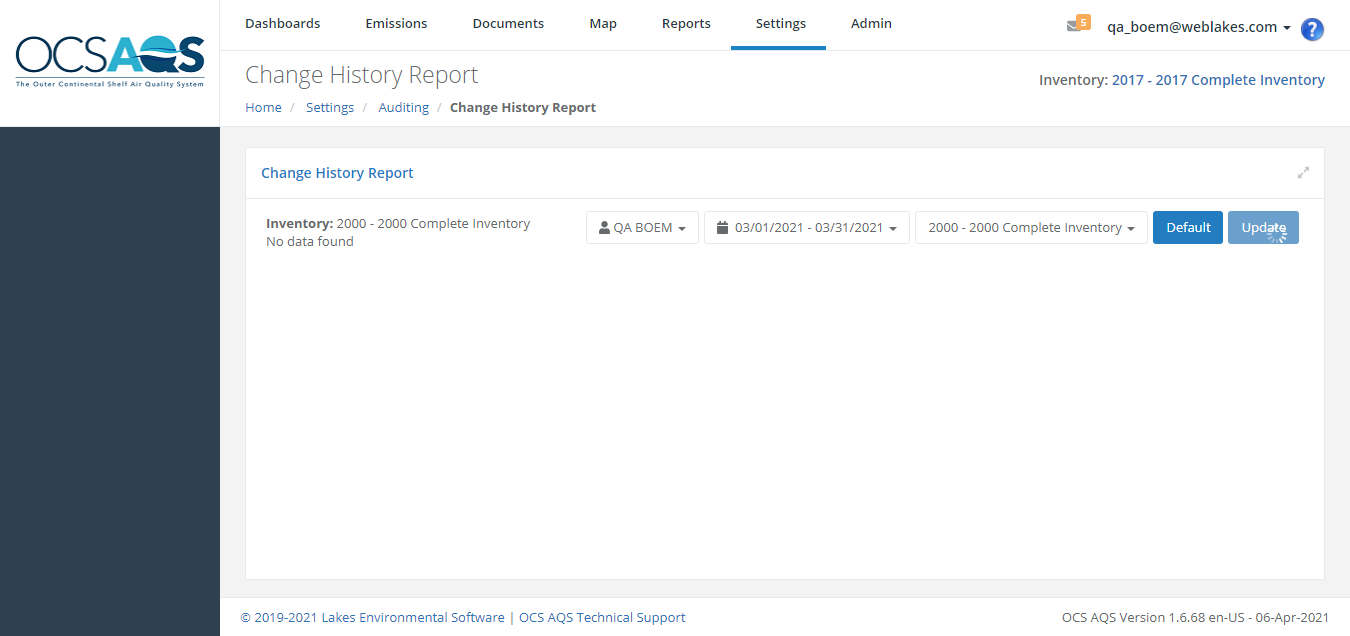 OCSAQS
The Outer Continental Shelf Air Quality System
Dashboards Emissions Documents Map Reports Settings Admin
5 qa_boem@weblakes.com ?
Change History Report
Inventory: 2017 - 2017 Complete Inventory
Home / Settings / Auditing / Change History Report
Change History Report
Inventory: 2000 - 2000 Complete Inventory
No data found
QA BOEM 03/01/2021 - 03/31/2021 2000 - 2000 Complete Inventory Default Update
© 2019-2021 Lakes Environmental Software | OCS AQS Technical Support
OCS AQS Version 1.6.68 en-US - 06-Apr-2021